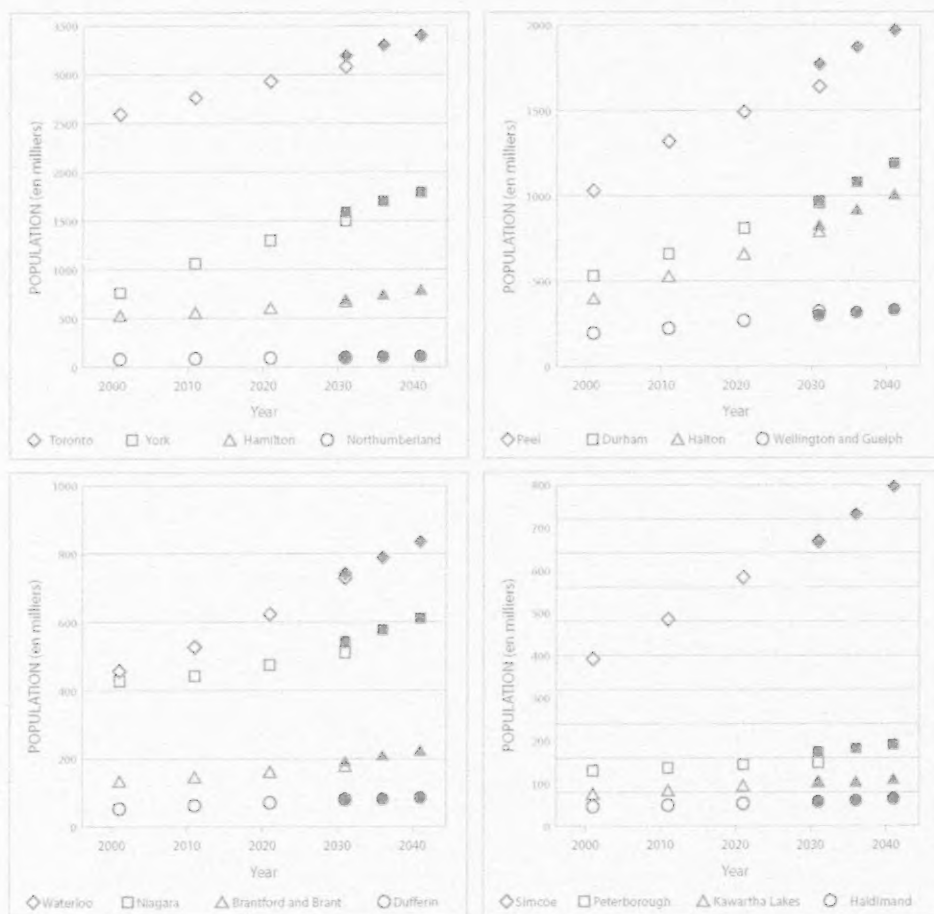 POPULATION (en milliers)
3500
3000
2500
2000
1500
1000
500
0
2000 2010 2020 2030 2040
Year
Toronto York Hamilton Northumberland
POPULATION (en milliers)
2000
1500
1000
500
0
2000 2010 2020 2030 2040
Year
Peel Durham Halton Wellington and Guelph
POPULATION (en milliers)
1000
800
600
400
200
0
2000 2010 2020 2030 2040
Year
Waterloo Niagara Brantford and Brant Dufferin
POPULATION (en milliers)
800
700
600
500
400
300
200
100
0
2000 2010 2020 2030 2040
Year
Simcoe Peterborough Kawartha Lakes Haldimand